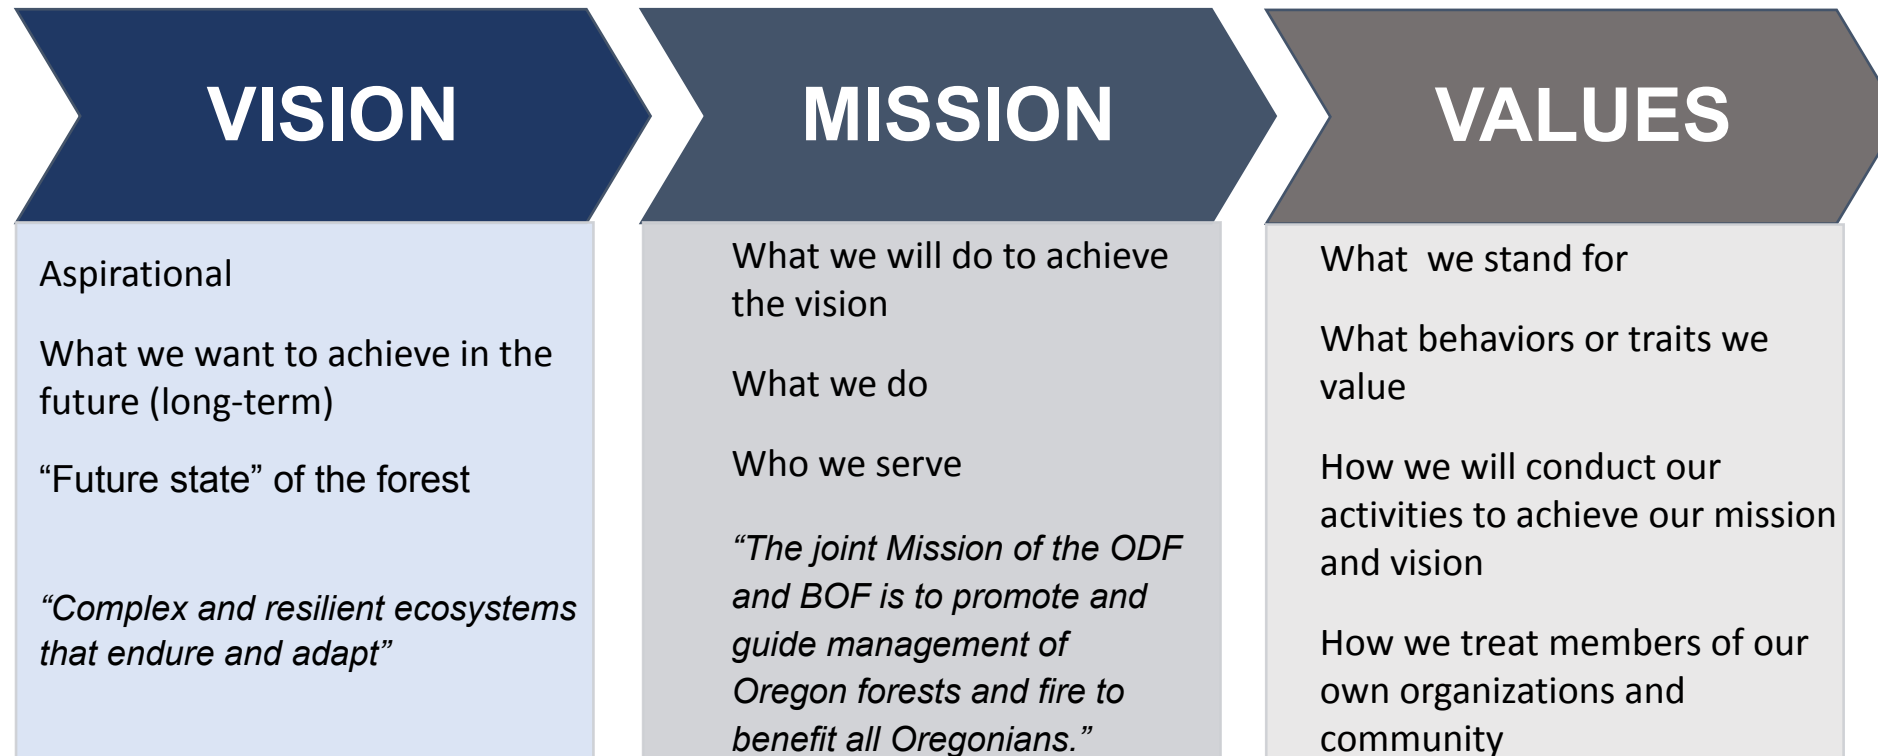 VISION
Aspirational
What we want to achieve in the
future (long-term)
“Future state” of the forest
“Complex and resilient ecosystems
that endure and adapt”
MISSION
What we will do to achieve
the vision
What we do
Who we serve
“The joint Mission of the ODF
and BOF is to promote and
guide management of
Oregon forests and fire to
benefit all Oregonians.”
VALUES
What  we stand for
What behaviors or traits we
value
How we will conduct our
activities to achieve our mission
and vision
How we treat members of our
own organizations and
community